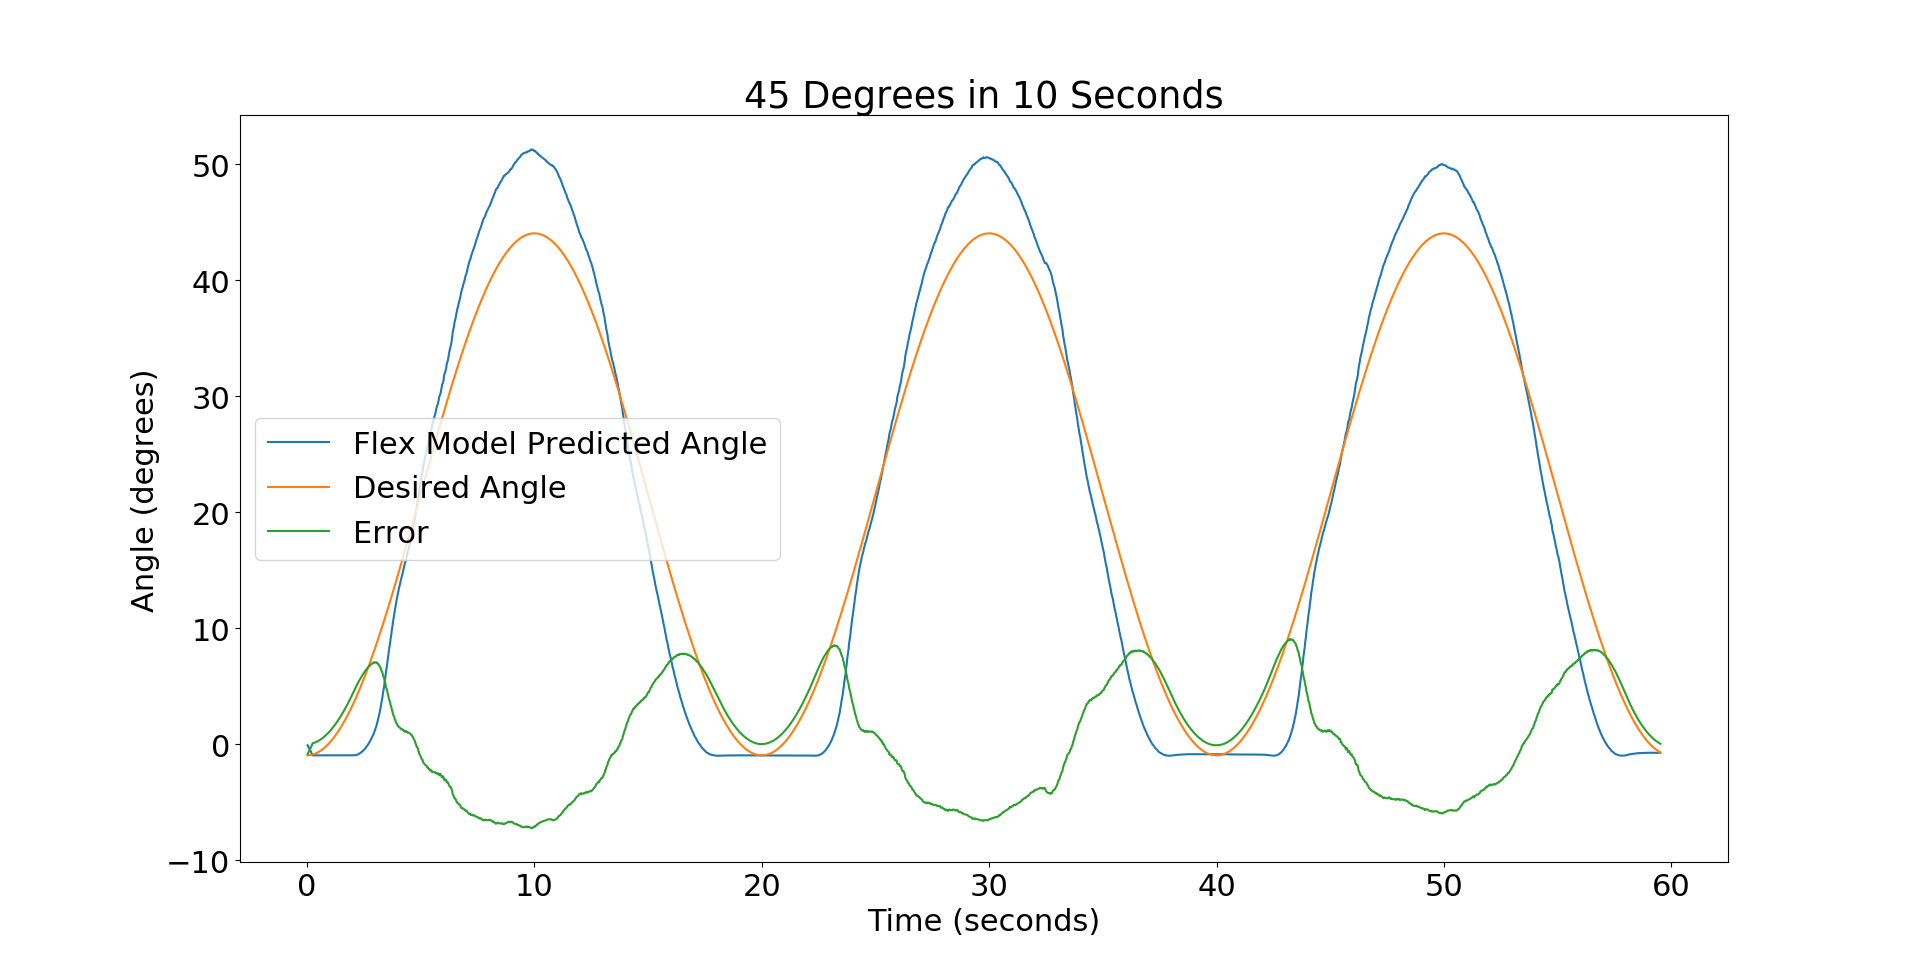 45 Degrees in 10 Seconds
50
40
30
20
10
0
−10
Angle (degrees)
Flex Model Predicted Angle
Desired Angle
Error
0 10 20 30 40 50 60
Time (seconds)